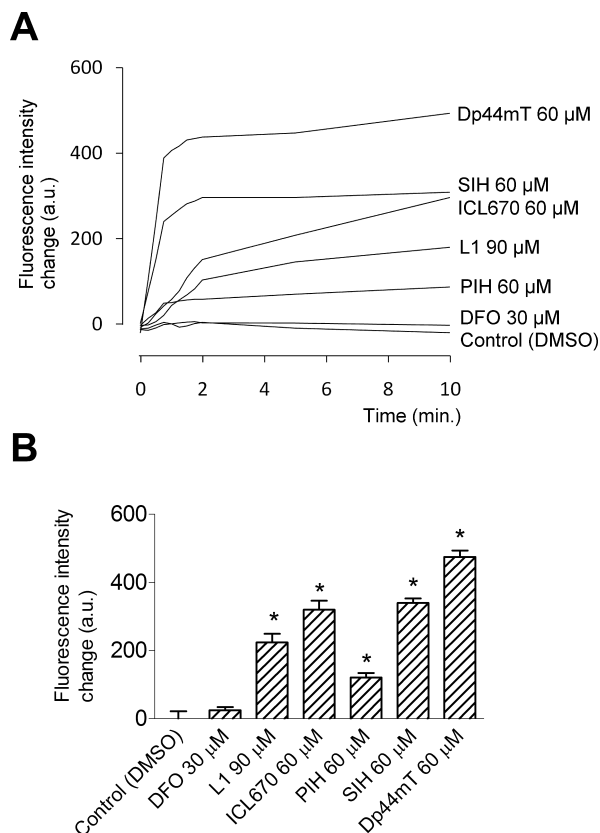 A
Fluorescence intensity
change (a.u.)
600
400
200
0
Dp44mT 60 µM
SIH 60 µM
ICL670 60 µM
L1 90 µM
PIH 60 µM
DFO 30 µM
Control (DMSO)
0 2 4 6 8 10
Time (min.)
B
Fluorescence intensity
change (a.u.)
600
400
200
0
* * * * *
Control (DMSO)
DFO 30 µM
L1 90 µM
ICL670 60 µM
PIH 60 µM
SIH 60 µM
Dp44mT 60 µM